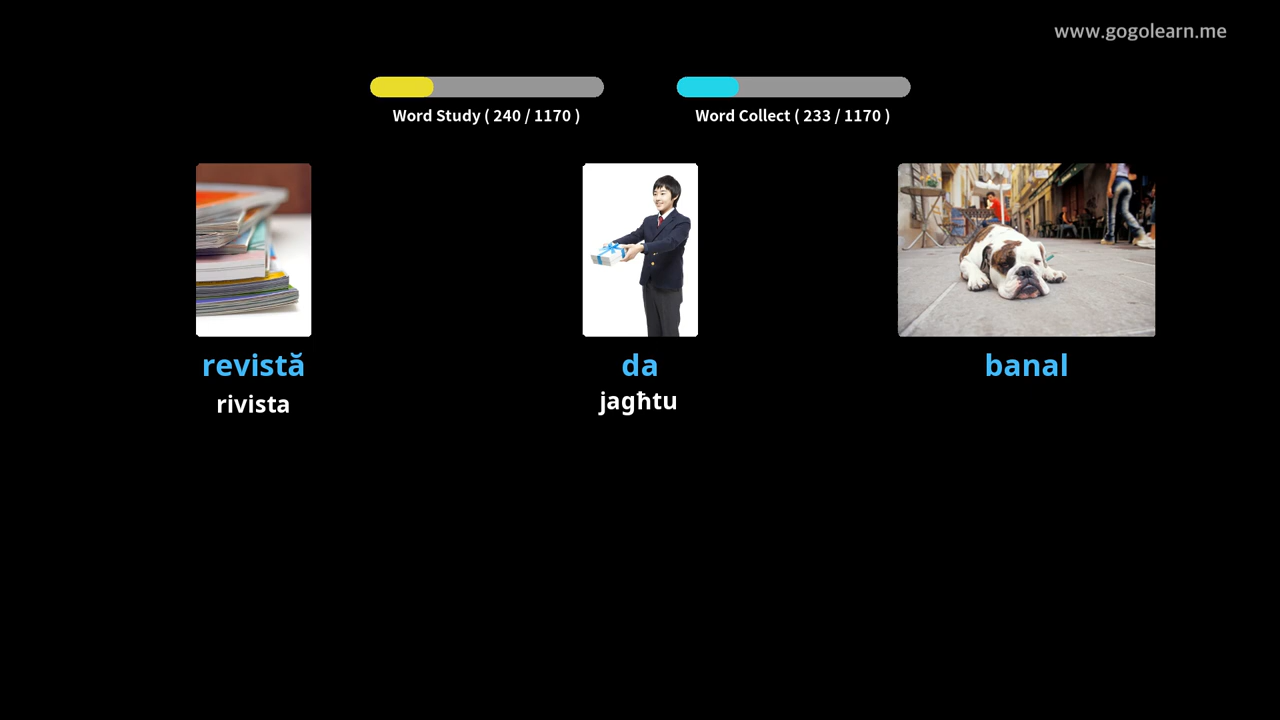 www.gogolearn.me
Word Study ( 240 / 1170 )
Word Collect ( 233 / 1170 )
revistă
rivista
da
jagħtu
banal